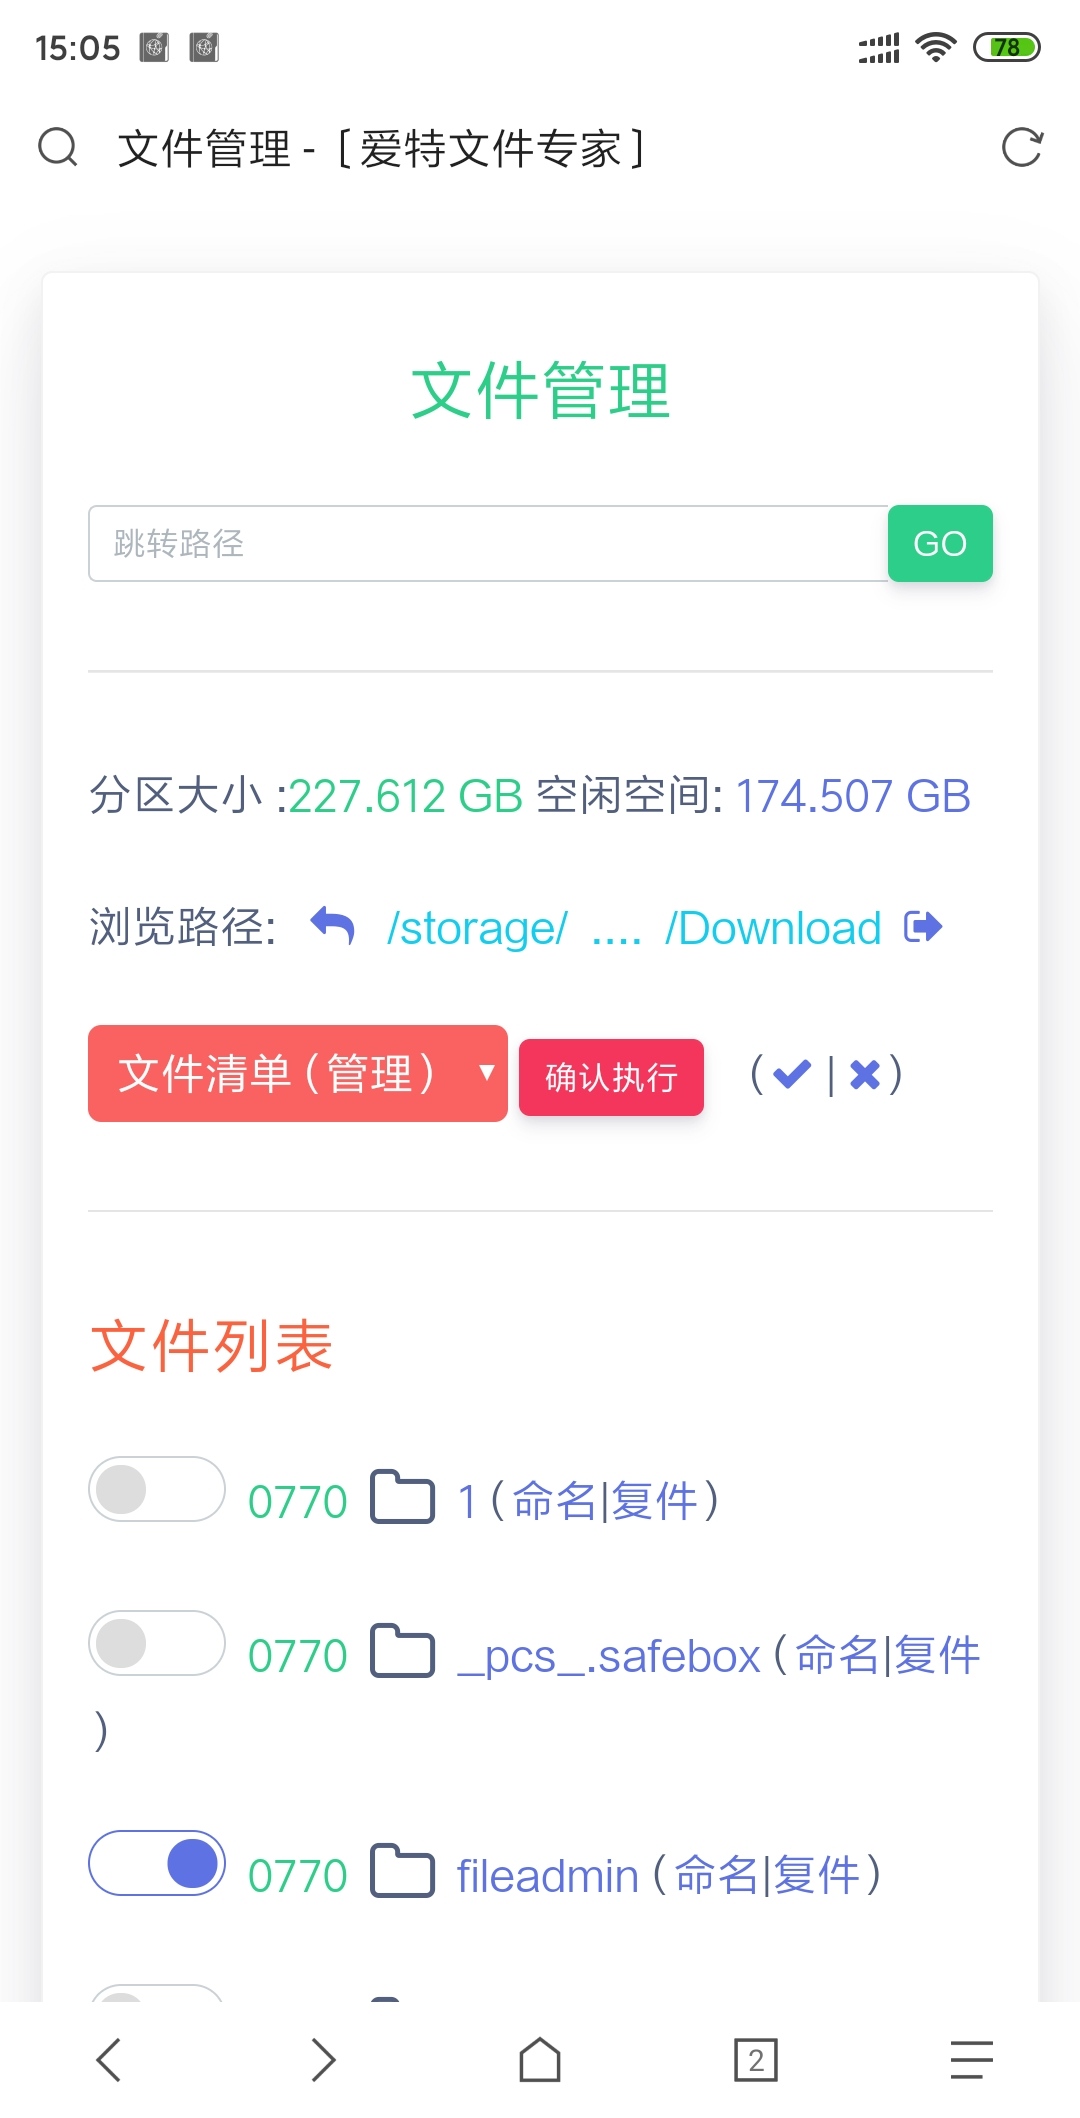 15:05 78
文件管理 -〔爱特文件专家〕
文件管理
跳转路径 GO
分区大小 :227.612 GB 空闲空间: 174.507 GB
浏览路径: /storage/ .... /Download
文件清单（管理） ▼ 确认执行 （✔ | ✖）
文件列表
0770 1（命名|复件）
0770 _pcs_.safebox（命名|复件
）
0770 fileadmin（命名|复件）
2